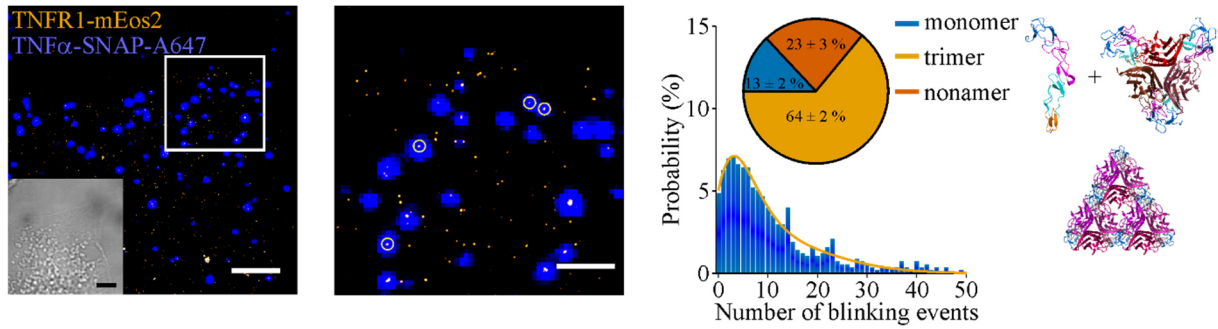 TNFR1-mEos2
TNFα-SNAP-A647
15
10
5
0
Probability (%)
0 10 20 30 40 50
Number of blinking events
23 ± 3 %
13 ± 2 %
64 ± 2 %
monomer
trimer
nonamer
+